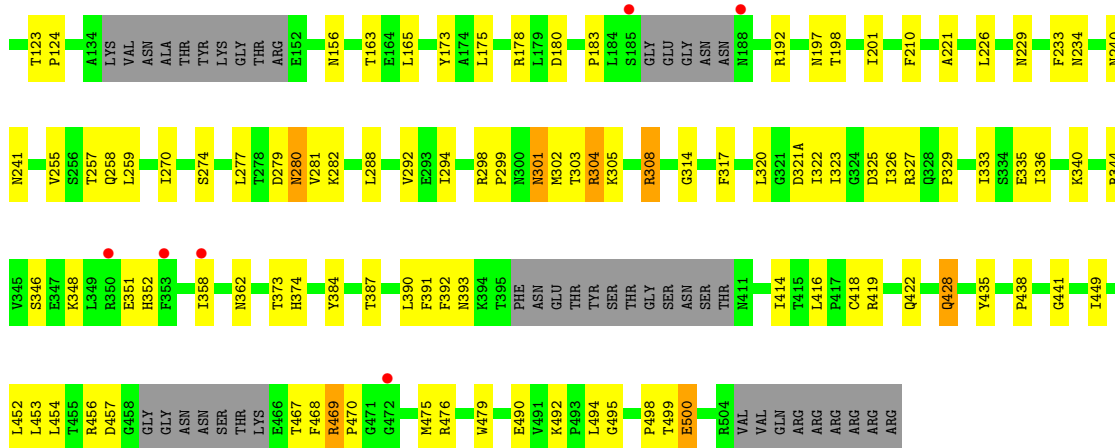 T123 P124 A134 LYS VAL ASN ALA THR TYR LYS GLY THR ARG E152 N156 T163 E164 L165 Y173 A174 L175 R178 L179 D180 P183 L184 S185 GLY GLU GLY ASN ASN N188 R192 N197 T198 I201 F210 A221 L226 N229 F233 N234 N240
N241 V255 S256 T257 Q258 L259 I270 S274 L277 T278 D279 N280 V281 K282 L288 V292 E293 I294 R298 P299 N300 N301 M302 T303 R304 K305 R308 G314 F317 L320 G321 D321A I322 I323 G324 D325 I326 R327 Q328 P329 I333 S334 E335 I336 K340 R344
V345 S346 E347 K348 L349 R350 E351 H352 F353 I358 N362 T373 H374 Y384 T387 L390 F391 F392 N393 K394 T395 PHE ASN GLU THR TYR SER THR GLY SER ASN SER THR N411 I414 T415 L416 P417 C418 R419 Q422 Q428 Y435 P438 G441 I449
L452 L453 L454 T455 R456 D457 G458 GLY GLY ASN ASN SER THR LYS E466 T467 F468 R469 P470 G471 G472 M475 R476 W479 E490 V491 K492 P493 L494 G495 P498 T499 E500 R504 VAL VAL GLN ARG ARG ARG ARG ARG ARG